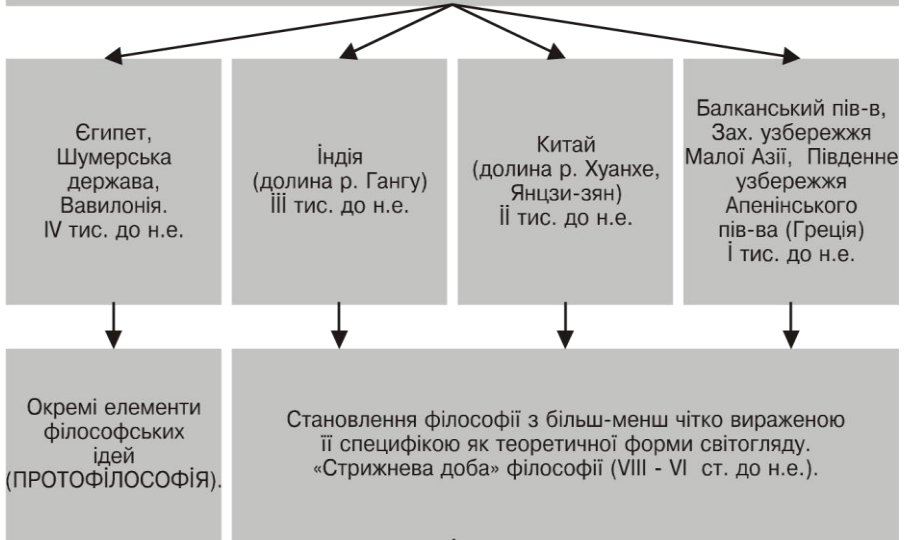 Єгипет,
Шумерська
держава,
Вавилонія.
IV тис. до н.е.
Індія
(долина р. Гангу)
ІІІ тис. до н.е.
Китай
(долина р. Хуанхе,
Янцзи-зян)
ІІ тис. до н.е.
Балканський пів-в,
Зах. узбережжя
Малої Азії, Південне
узбережжя
Апенінського
пів-ва (Греція)
І тис. до н.е.
Окремі елементи
філософських
ідей
(ПРОТОФІЛОСОФІЯ).
Становлення філософії з більш-менш чітко вираженою
її специфікою як теоретичної форми світогляду.
«Стрижнева доба» філософії (VIII - VI ст. до н.е.).